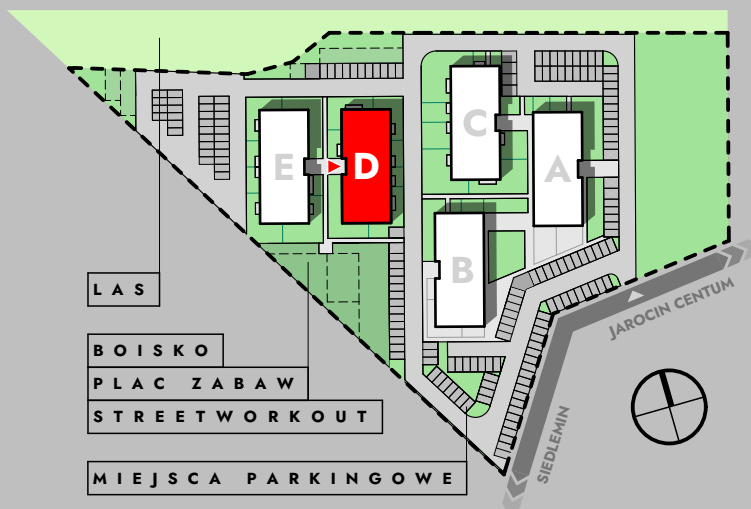 C
A
E
D
B
LAS
JAROCIN CENTUM
BOISKO
PLAC ZABAW
STREETWORKOUT
SIEDLEMIN
MIEJSCA PARKINGOWE